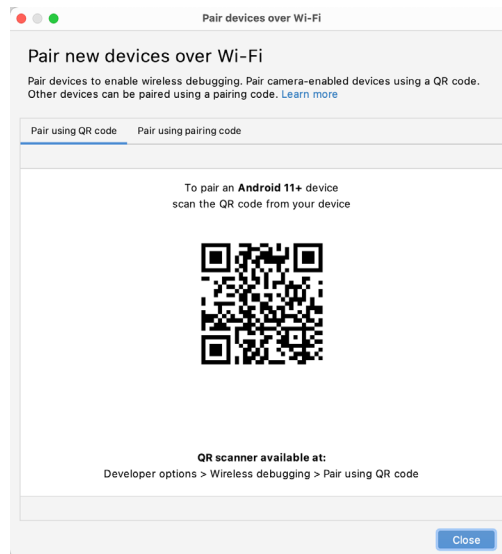 Pair devices over Wi-Fi
Pair new devices over Wi-Fi
Pair devices to enable wireless debugging. Pair camera-enabled devices using a QR code.
Other devices can be paired using a pairing code. Learn more
Pair using QR code
Pair using pairing code
To pair an Android 11+ device
scan the QR code from your device
QR scanner available at:
Developer options > Wireless debugging > Pair using QR code
Close